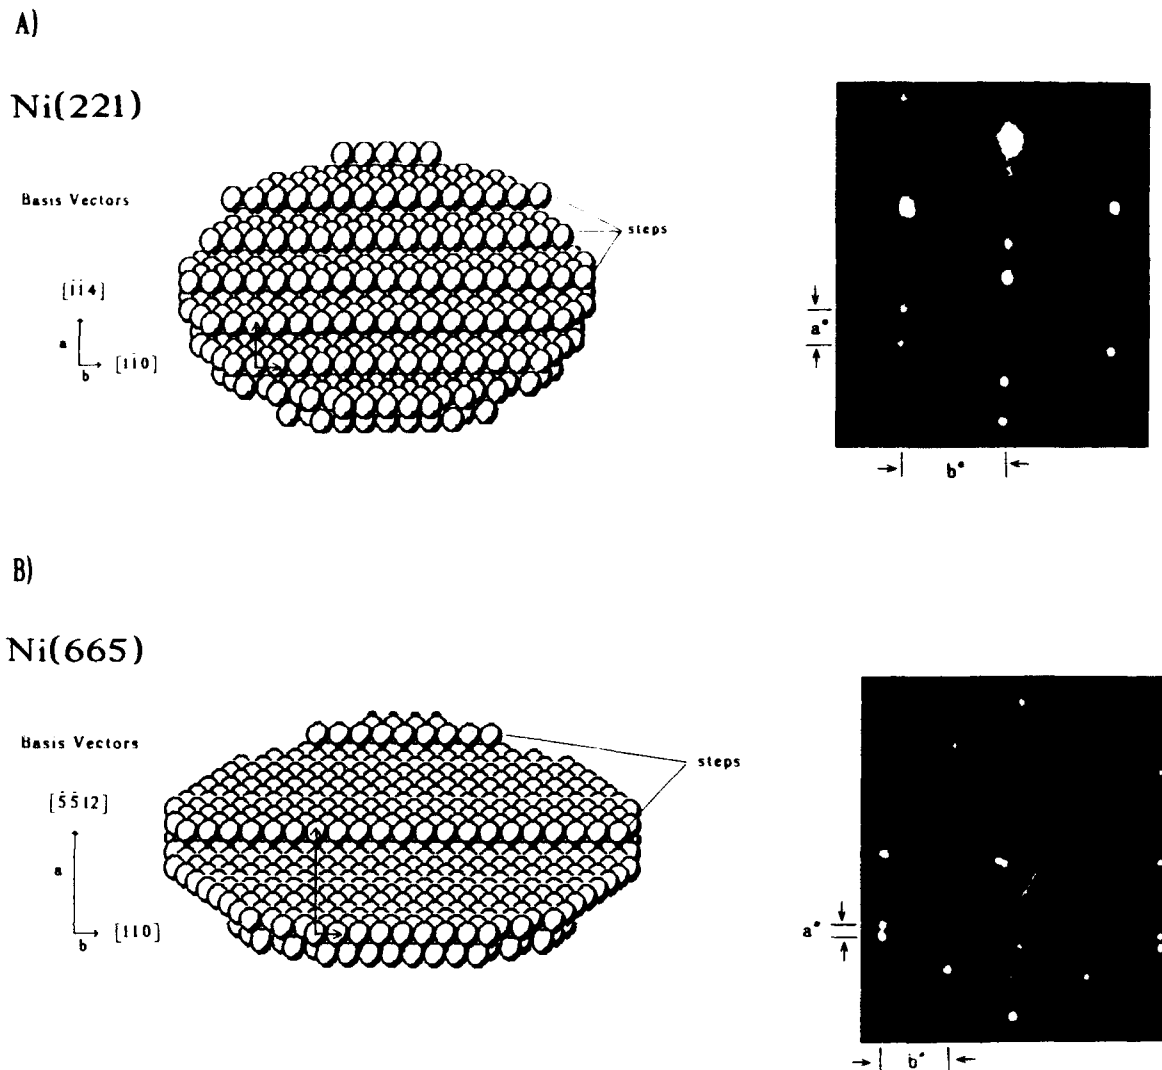 A)
Ni(221)
Basis Vectors
steps
[1̄1̄4]
a
b
[11̄0]
a*
b*
B)
Ni(665)
Basis Vectors
steps
[5̄5̄12]
a
b
[110]
a*
b*